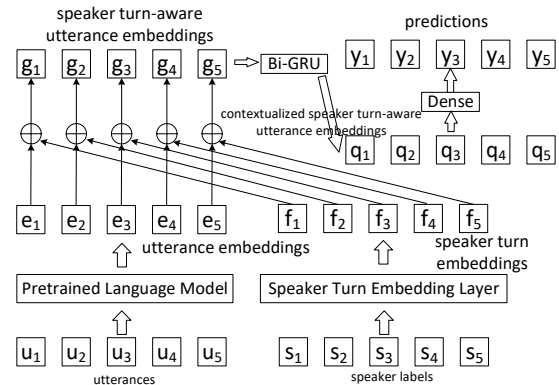 speaker turn-aware
utterance embeddings
predictions
g1 g2 g3 g4 g5
Bi-GRU
y1 y2 y3 y4 y5
Dense
contextualized speaker turn-aware
utterance embeddings
q1 q2 q3 q4 q5
e1 e2 e3 e4 e5
f1 f2 f3 f4 f5
utterance embeddings
speaker turn
embeddings
Pretrained Language Model
Speaker Turn Embedding Layer
u1 u2 u3 u4 u5
s1 s2 s3 s4 s5
utterances
speaker labels